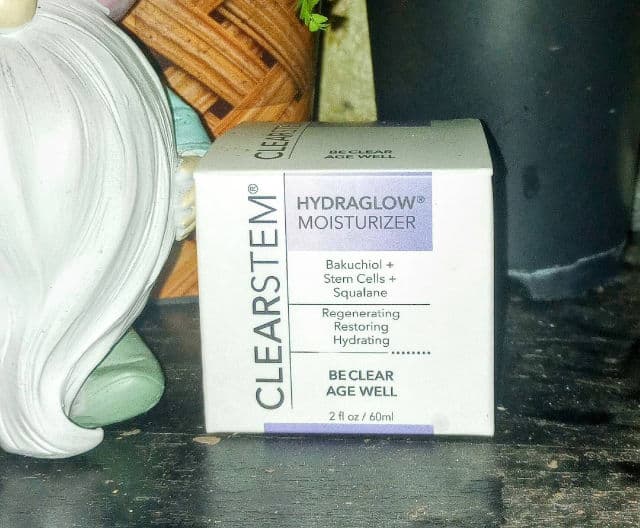 CLEARSTEM
BE CLEAR
AGE WELL
CLEARSTEM®
HYDRAGLOW®
MOISTURIZER
Bakuchiol +
Stem Cells +
Squalane
Regenerating
Restoring
Hydrating
BE CLEAR
AGE WELL
2 fl oz / 60ml